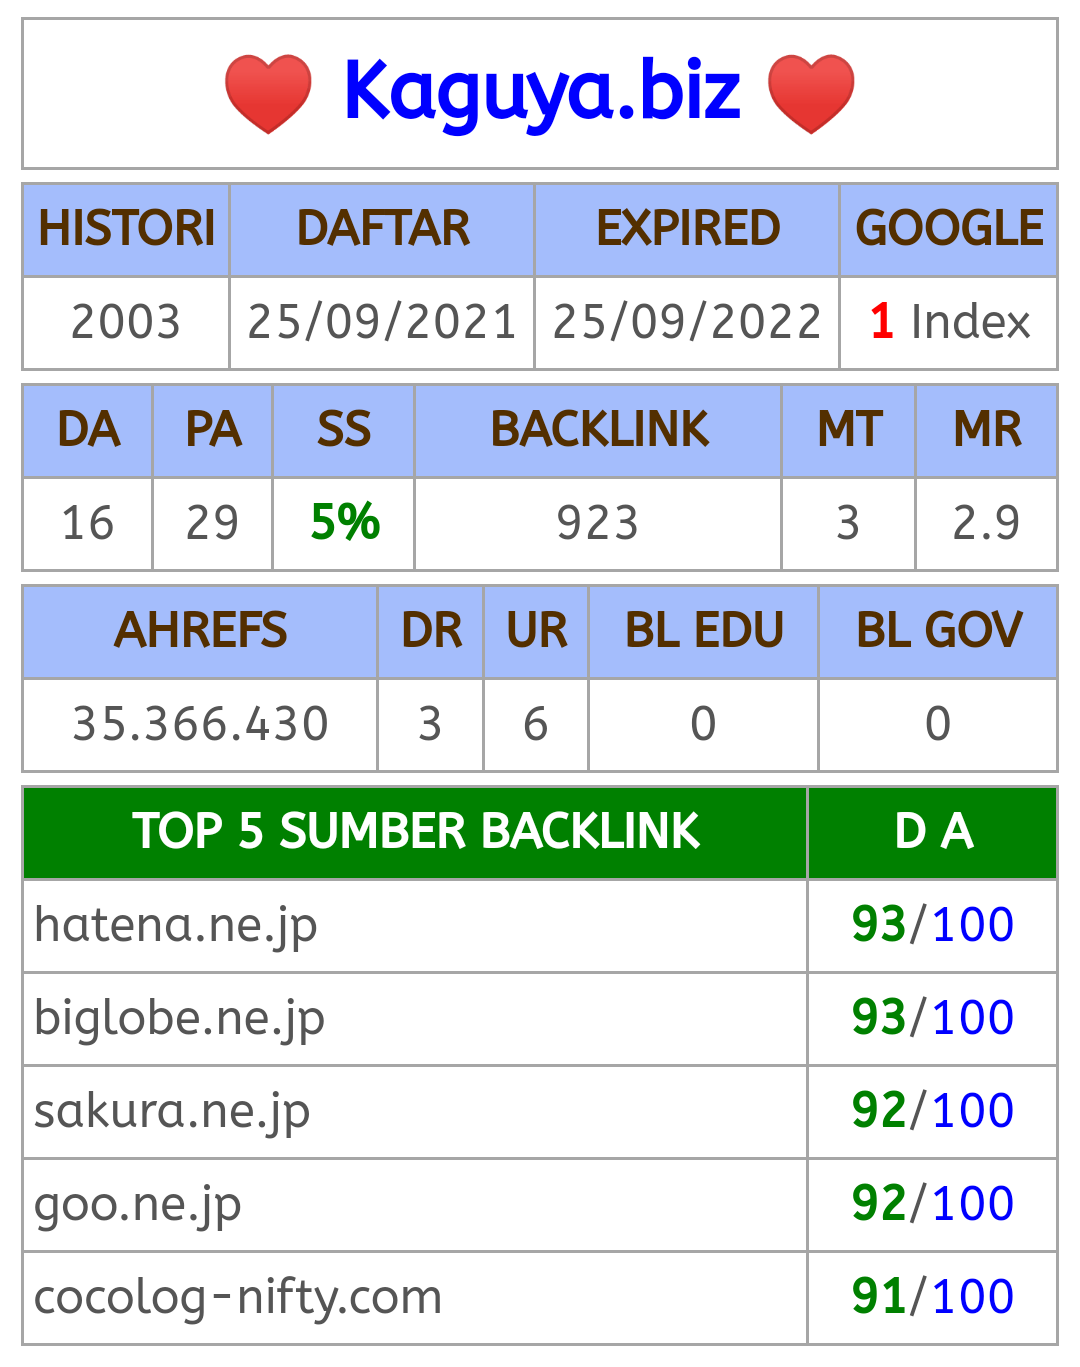 Kaguya.biz
HISTORI DAFTAR EXPIRED GOOGLE
2003 25/09/2021 25/09/2022 1 Index
DA PA SS BACKLINK MT MR
16 29 5% 923 3 2.9
AHREFS DR UR BL EDU BL GOV
35.366.430 3 6 0 0
TOP 5 SUMBER BACKLINK D A
hatena.ne.jp 93/100
biglobe.ne.jp 93/100
sakura.ne.jp 92/100
goo.ne.jp 92/100
cocolog-nifty.com 91/100